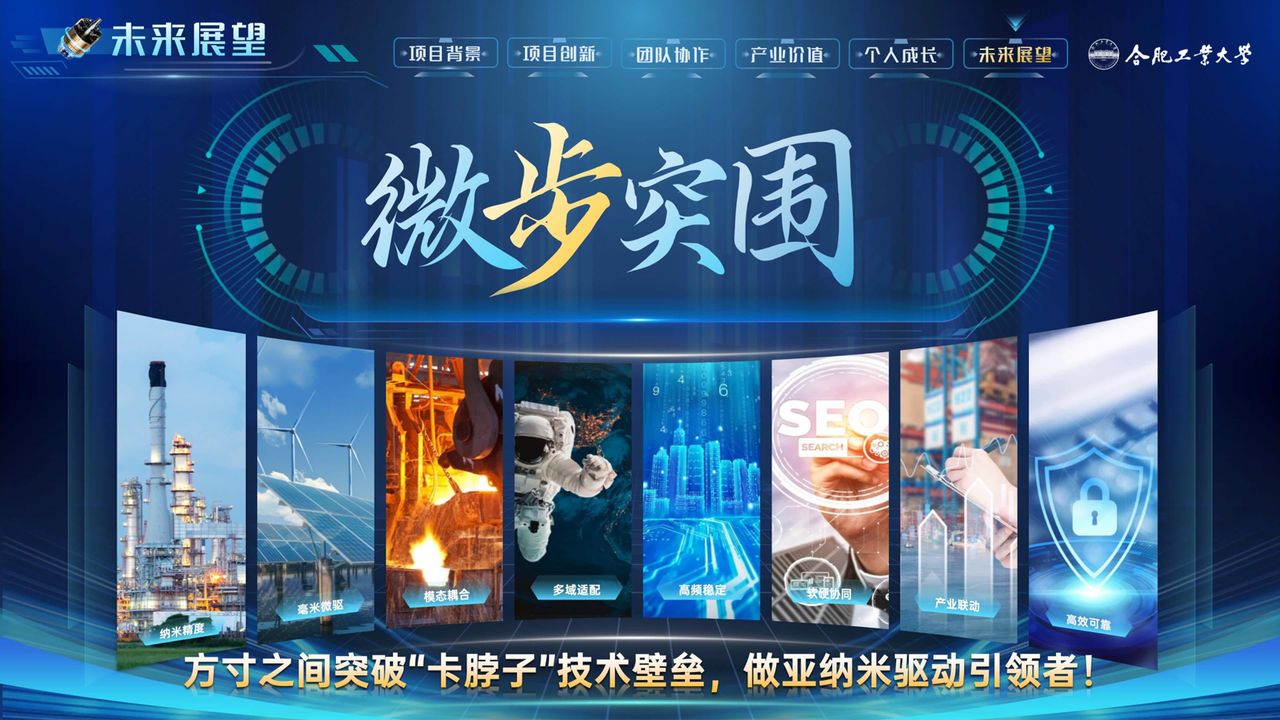 未来展望
项目背景
项目创新
团队协作
产业价值
个人成长
未来展望
合肥工业大学
微步突围
SEO
SEARCH
9
4
6
纳米精度
毫米微驱
模态耦合
多域适配
高频稳定
软硬协同
产业联动
高效可靠
方寸之间突破“卡脖子”技术壁垒，做亚纳米驱动引领者！